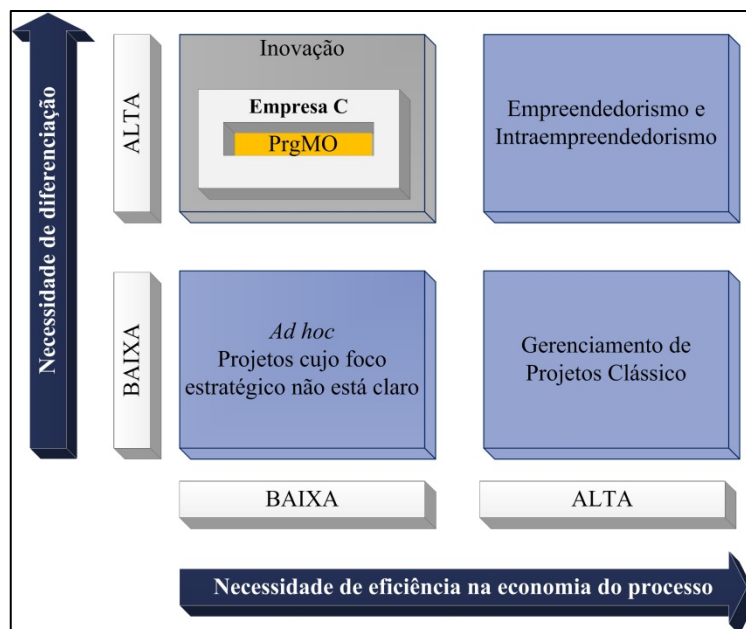 Necessidade de diferenciação
ALTA
Inovação
Empresa C
PrgMO
Empreendedorismo e
Intraempreendedorismo
BAIXA
Ad hoc
Projetos cujo foco
estratégico não está claro
Gerenciamento de
Projetos Clássico
BAIXA
ALTA
Necessidade de eficiência na economia do processo